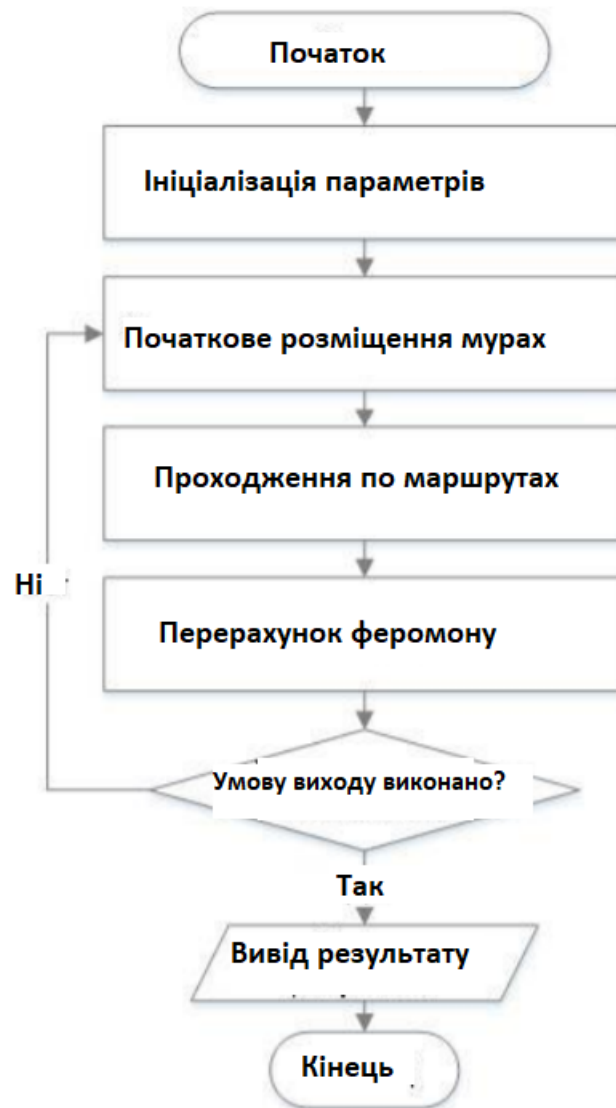 Початок
Ініціалізація параметрів
Початкове розміщення мурах
Проходження по маршрутах
Ні
Перерахунок феромону
Умову виходу виконано?
Так
Вивід результату
Кінець